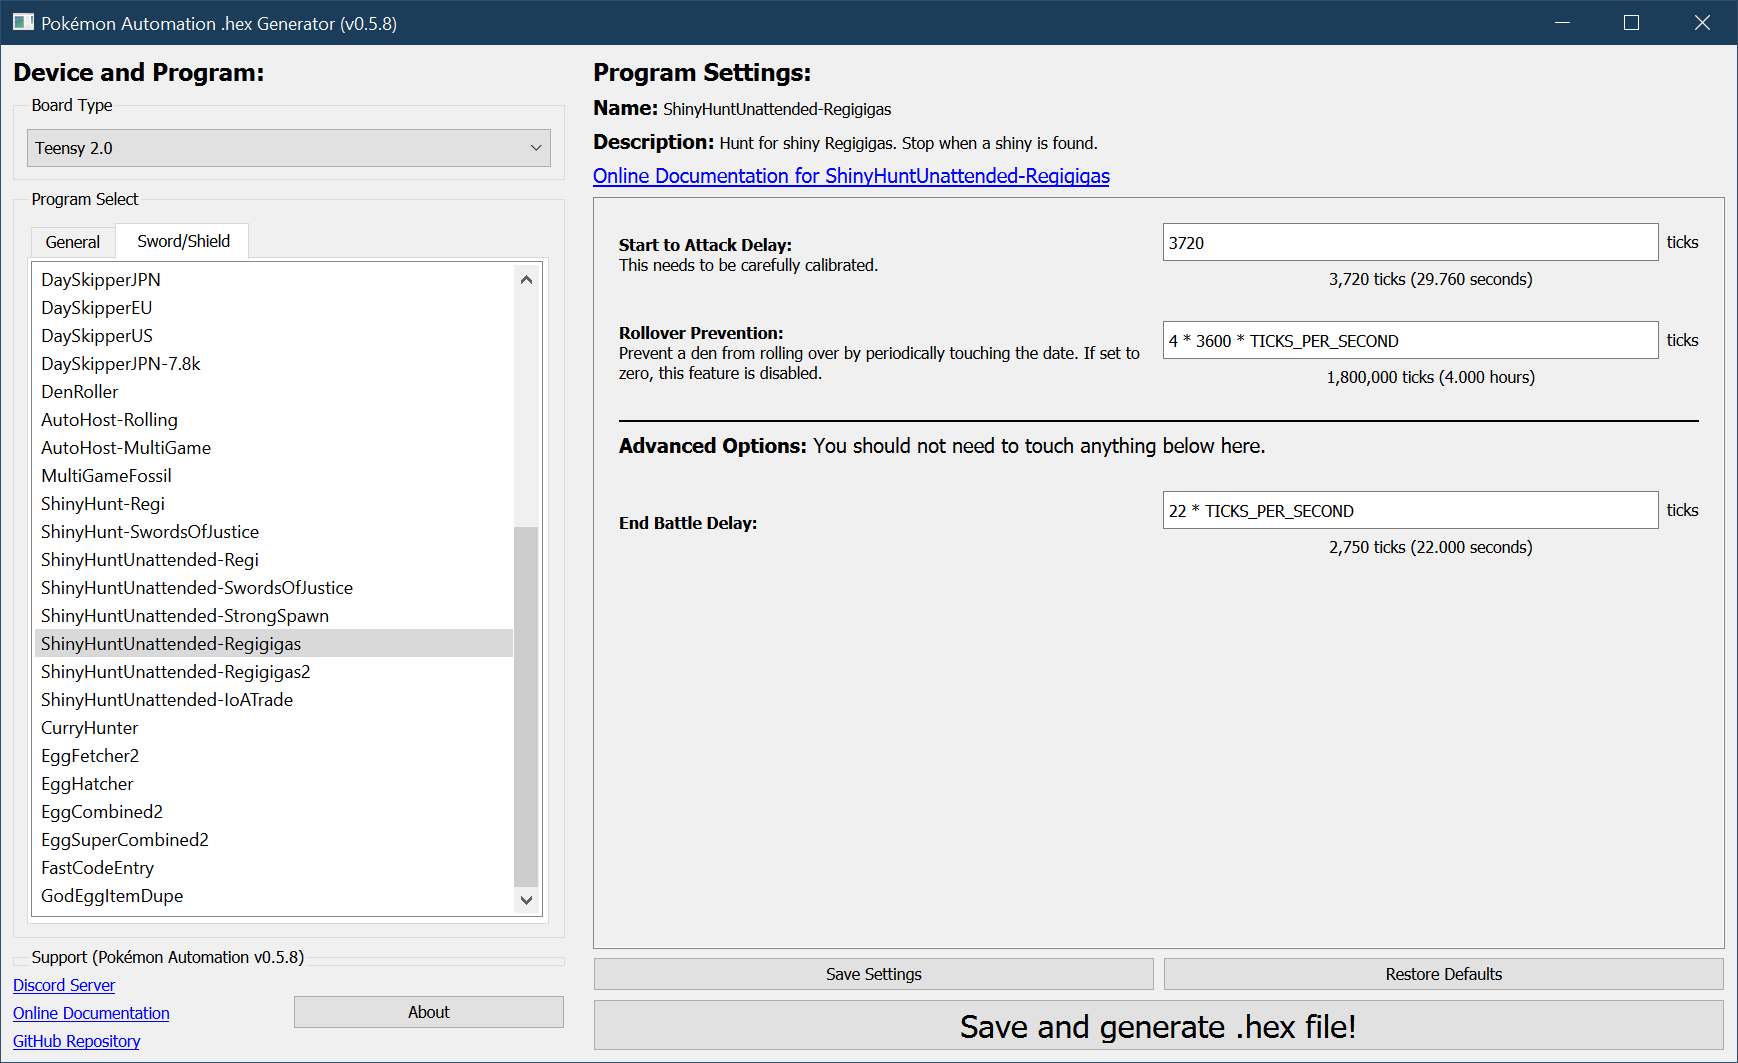 Pokémon Automation .hex Generator (v0.5.8)
Device and Program:
Board Type
Teensy 2.0
Program Select
General
Sword/Shield
DaySkipperJPN
DaySkipperEU
DaySkipperUS
DaySkipperJPN-7.8k
DenRoller
AutoHost-Rolling
AutoHost-MultiGame
MultiGameFossil
ShinyHunt-Regi
ShinyHunt-SwordsOfJustice
ShinyHuntUnattended-Regi
ShinyHuntUnattended-SwordsOfJustice
ShinyHuntUnattended-StrongSpawn
ShinyHuntUnattended-Regigigas
ShinyHuntUnattended-Regigigas2
ShinyHuntUnattended-IoATrade
CurryHunter
EggFetcher2
EggHatcher
EggCombined2
EggSuperCombined2
FastCodeEntry
GodEggItemDupe
Support (Pokémon Automation v0.5.8)
Discord Server
Online Documentation
GitHub Repository
About
Program Settings:
Name: ShinyHuntUnattended-Regigigas
Description: Hunt for shiny Regigigas. Stop when a shiny is found.
Online Documentation for ShinyHuntUnattended-Regigigas
Start to Attack Delay:
This needs to be carefully calibrated.
3720 ticks
3,720 ticks (29.760 seconds)
Rollover Prevention:
Prevent a den from rolling over by periodically touching the date. If set to
zero, this feature is disabled.
4 * 3600 * TICKS_PER_SECOND ticks
1,800,000 ticks (4.000 hours)
Advanced Options: You should not need to touch anything below here.
End Battle Delay:
22 * TICKS_PER_SECOND ticks
2,750 ticks (22.000 seconds)
Save Settings
Restore Defaults
Save and generate .hex file!